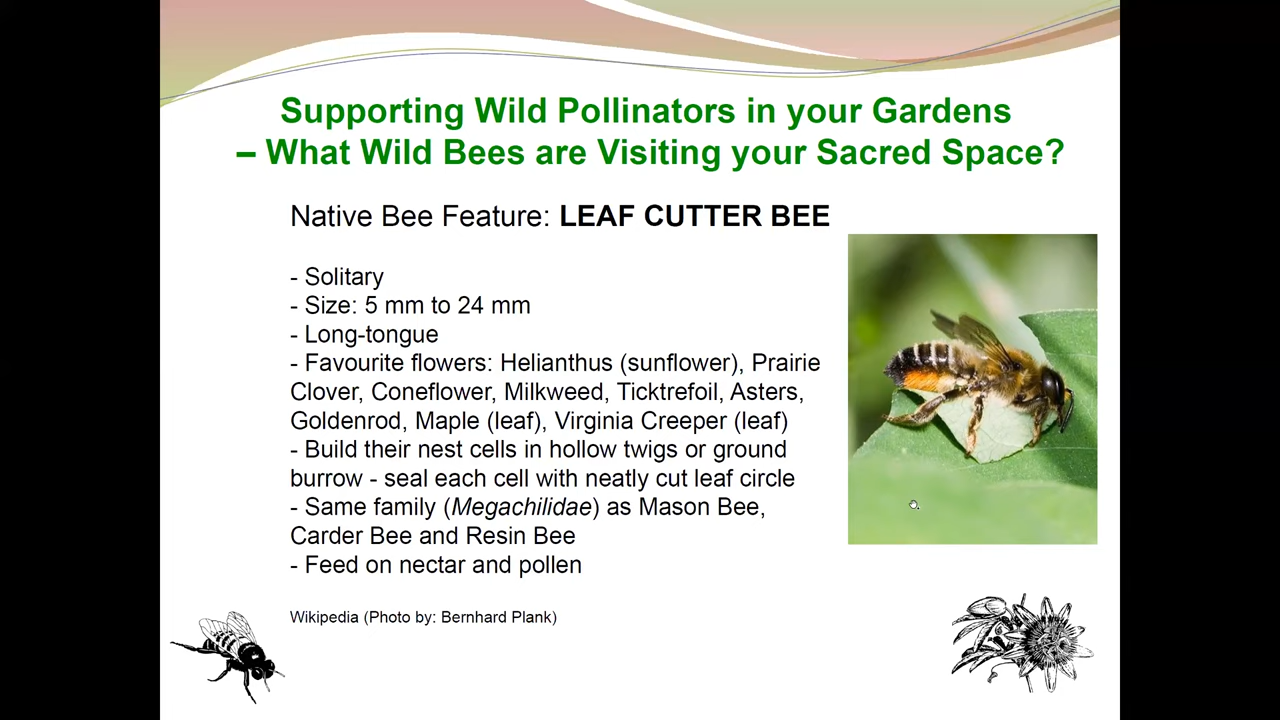 Supporting Wild Pollinators in your Gardens
– What Wild Bees are Visiting your Sacred Space?
Native Bee Feature: LEAF CUTTER BEE
- Solitary
- Size: 5 mm to 24 mm
- Long-tongue
- Favourite flowers: Helianthus (sunflower), Prairie
Clover, Coneflower, Milkweed, Ticktrefoil, Asters,
Goldenrod, Maple (leaf), Virginia Creeper (leaf)
- Build their nest cells in hollow twigs or ground
burrow - seal each cell with neatly cut leaf circle
- Same family (Megachilidae) as Mason Bee,
Carder Bee and Resin Bee
- Feed on nectar and pollen
Wikipedia (Photo by: Bernhard Plank)